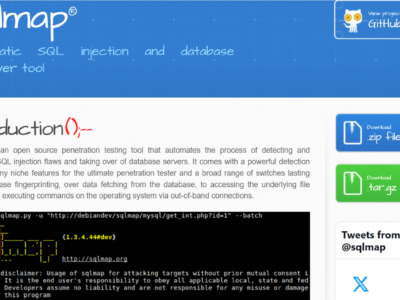 lmap®
View project
GitHub
atic SQL injection and database
ver tool
duction();--
Download
.zip file
an open source penetration testing tool that automates the process of detecting and
SQL injection flaws and taking over of database servers. It comes with a powerful detection
ny niche features for the ultimate penetration tester and a broad range of switches lasting
ase fingerprinting, over data fetching from the database, to accessing the underlying file
executing commands on the operating system via out-of-band connections.
Download
.tar.gz
qlmap.py -u "http://debiandev/sqlmap/mysql/get_int.php?id=1" --batch
{1.3.4.44#dev}
http://sqlmap.org
Tweets from
@sqlmap
disclaimer: Usage of sqlmap for attacking targets without prior mutual consent i
It is the end user's responsibility to obey all applicable local, state and fed
Developers assume no liability and are not responsible for any misuse or damage
this program